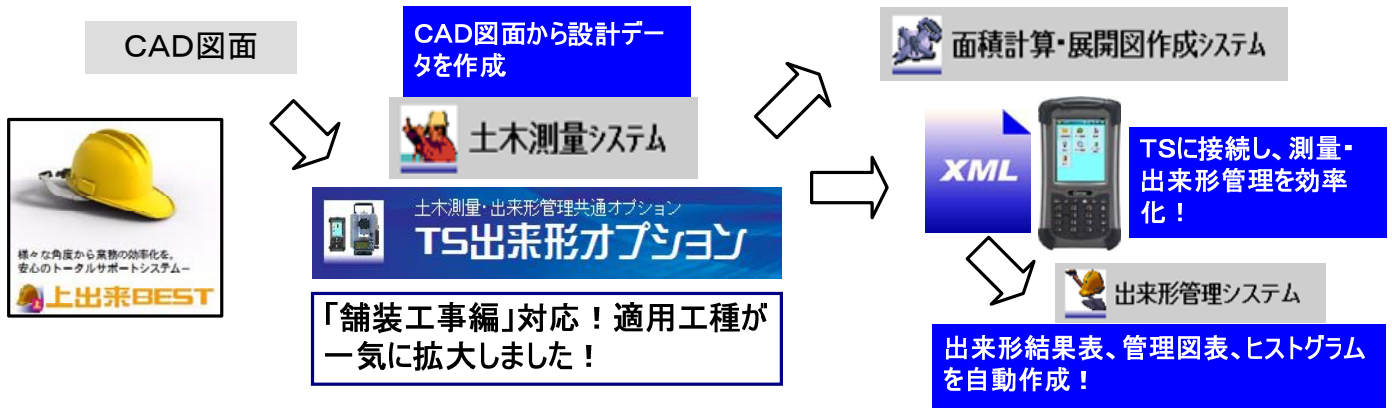 CAD図面
様々な角度から業務の効率化を。
安心のトータルサポートシステムー
上出来BEST
CAD図面から設計デー
タを作成
土木測量システム
土木測量・出来形管理共通オプション
TS出来形オプション
「舗装工事編」対応！適用工種が
一気に拡大しました！
面積計算・展開図作成システム
XML
TSに接続し、測量・
出来形管理を効率
化！
出来形管理システム
出来形結果表、管理図表、ヒストグラム
を自動作成！